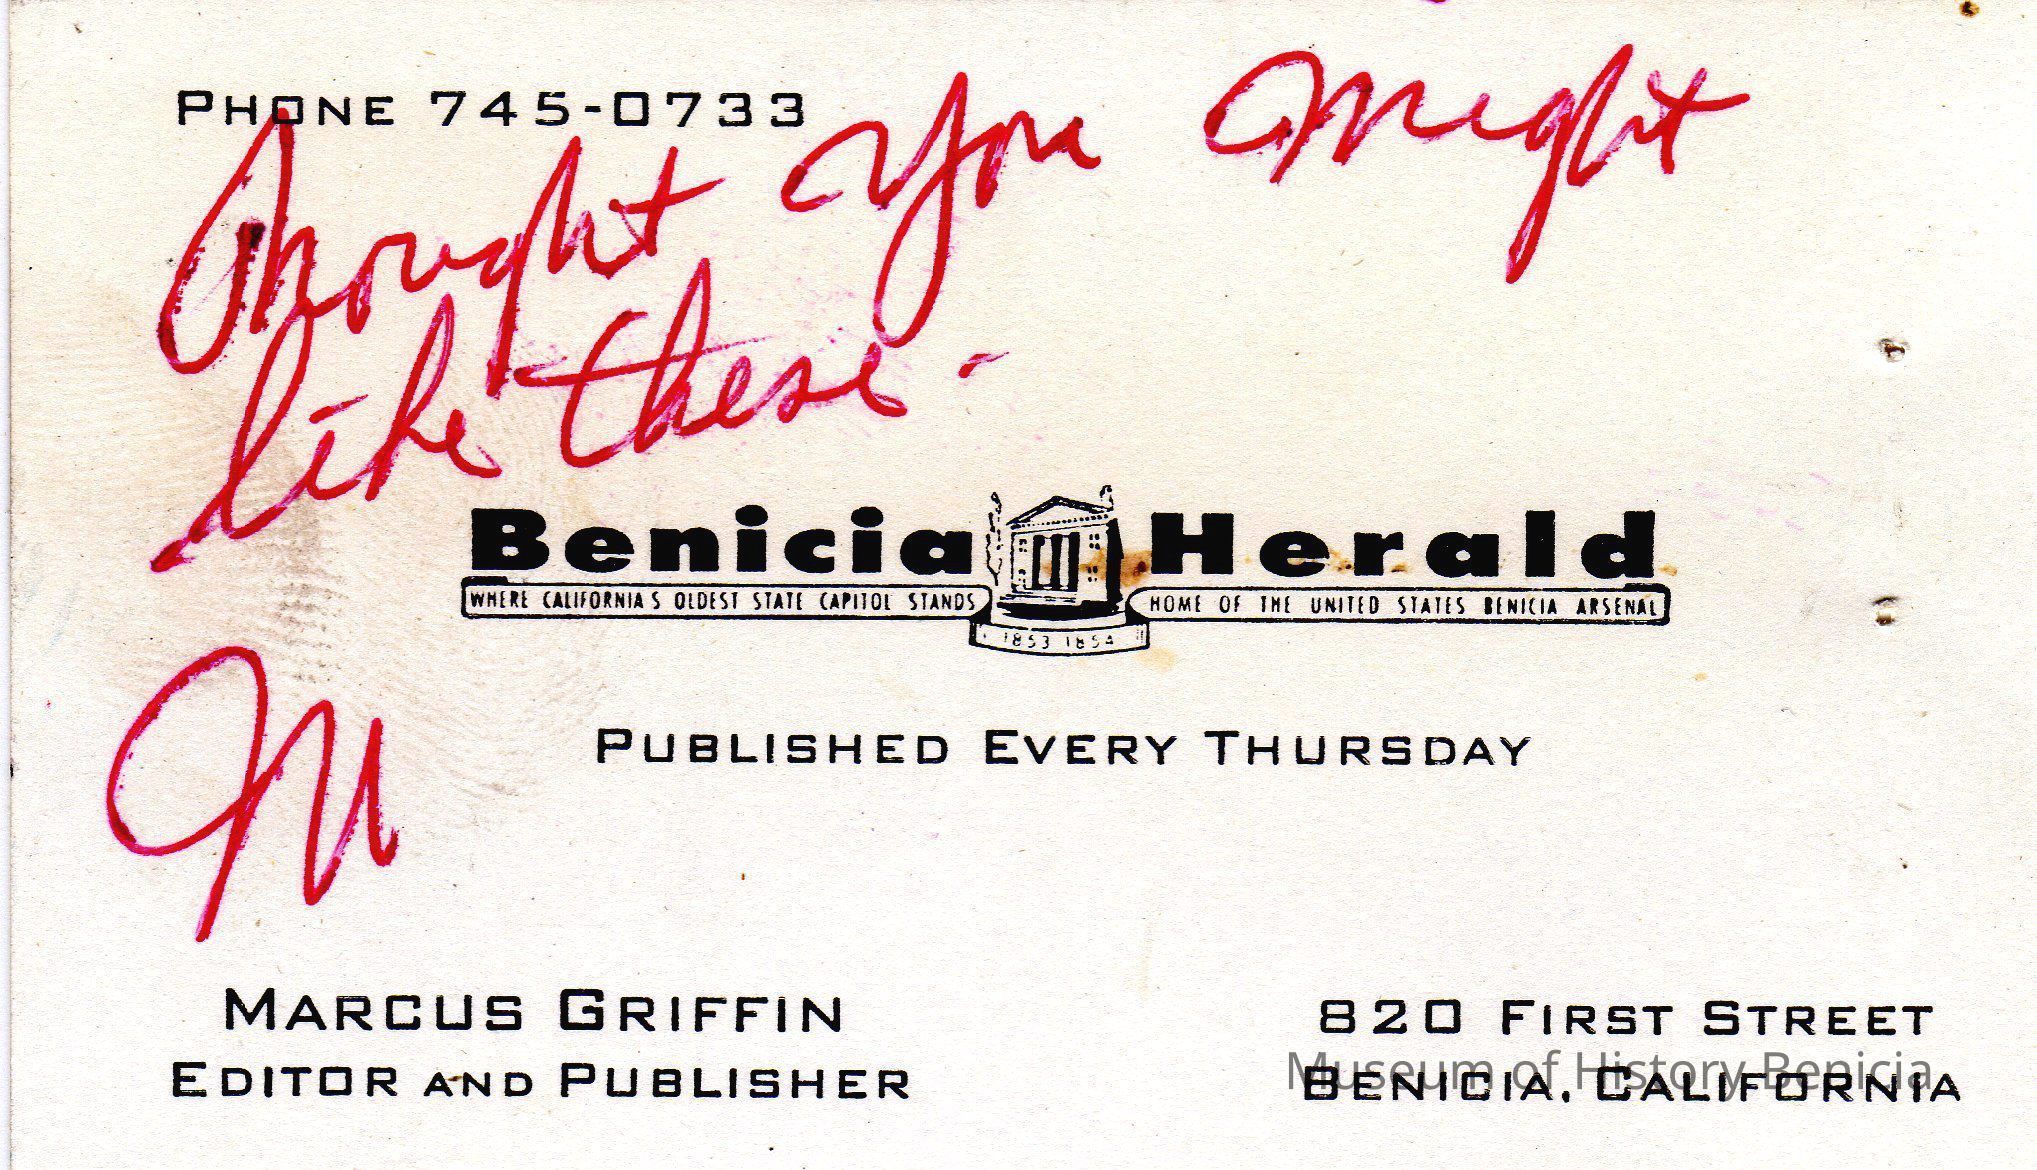 PHONE 745-0733
Thought you might
like these-
Benicia Herald
WHERE CALIFORNIA'S OLDEST STATE CAPITOL STANDS
HOME OF THE UNITED STATES BENICIA ARSENAL
1853 1854
PUBLISHED EVERY THURSDAY
M
MARCUS GRIFFIN
EDITOR AND PUBLISHER
820 FIRST STREET
BENICIA, CALIFORNIA
Museum of History Benicia